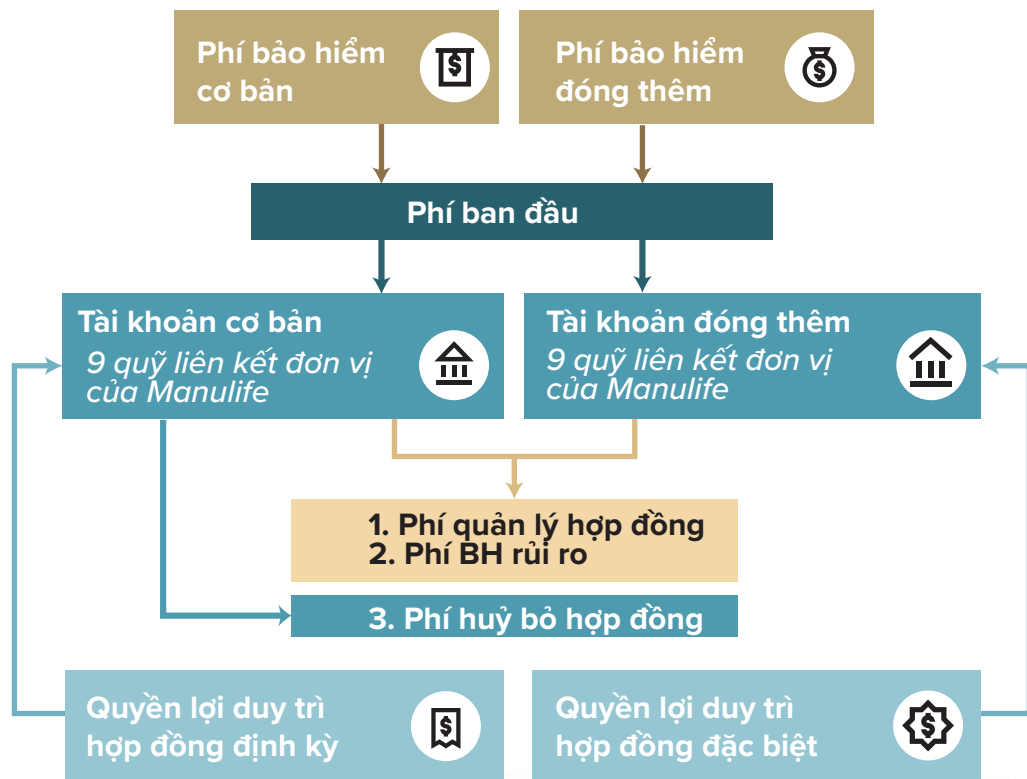 Phí bảo hiểm
cơ bản
Phí bảo hiểm
đóng thêm
Phí ban đầu
Tài khoản cơ bản
9 quỹ liên kết đơn vị
của Manulife
Tài khoản đóng thêm
9 quỹ liên kết đơn vị
của Manulife
1. Phí quản lý hợp đồng
2. Phí BH rủi ro
3. Phí huỷ bỏ hợp đồng
Quyền lợi duy trì
hợp đồng định kỳ
Quyền lợi duy trì
hợp đồng đặc biệt